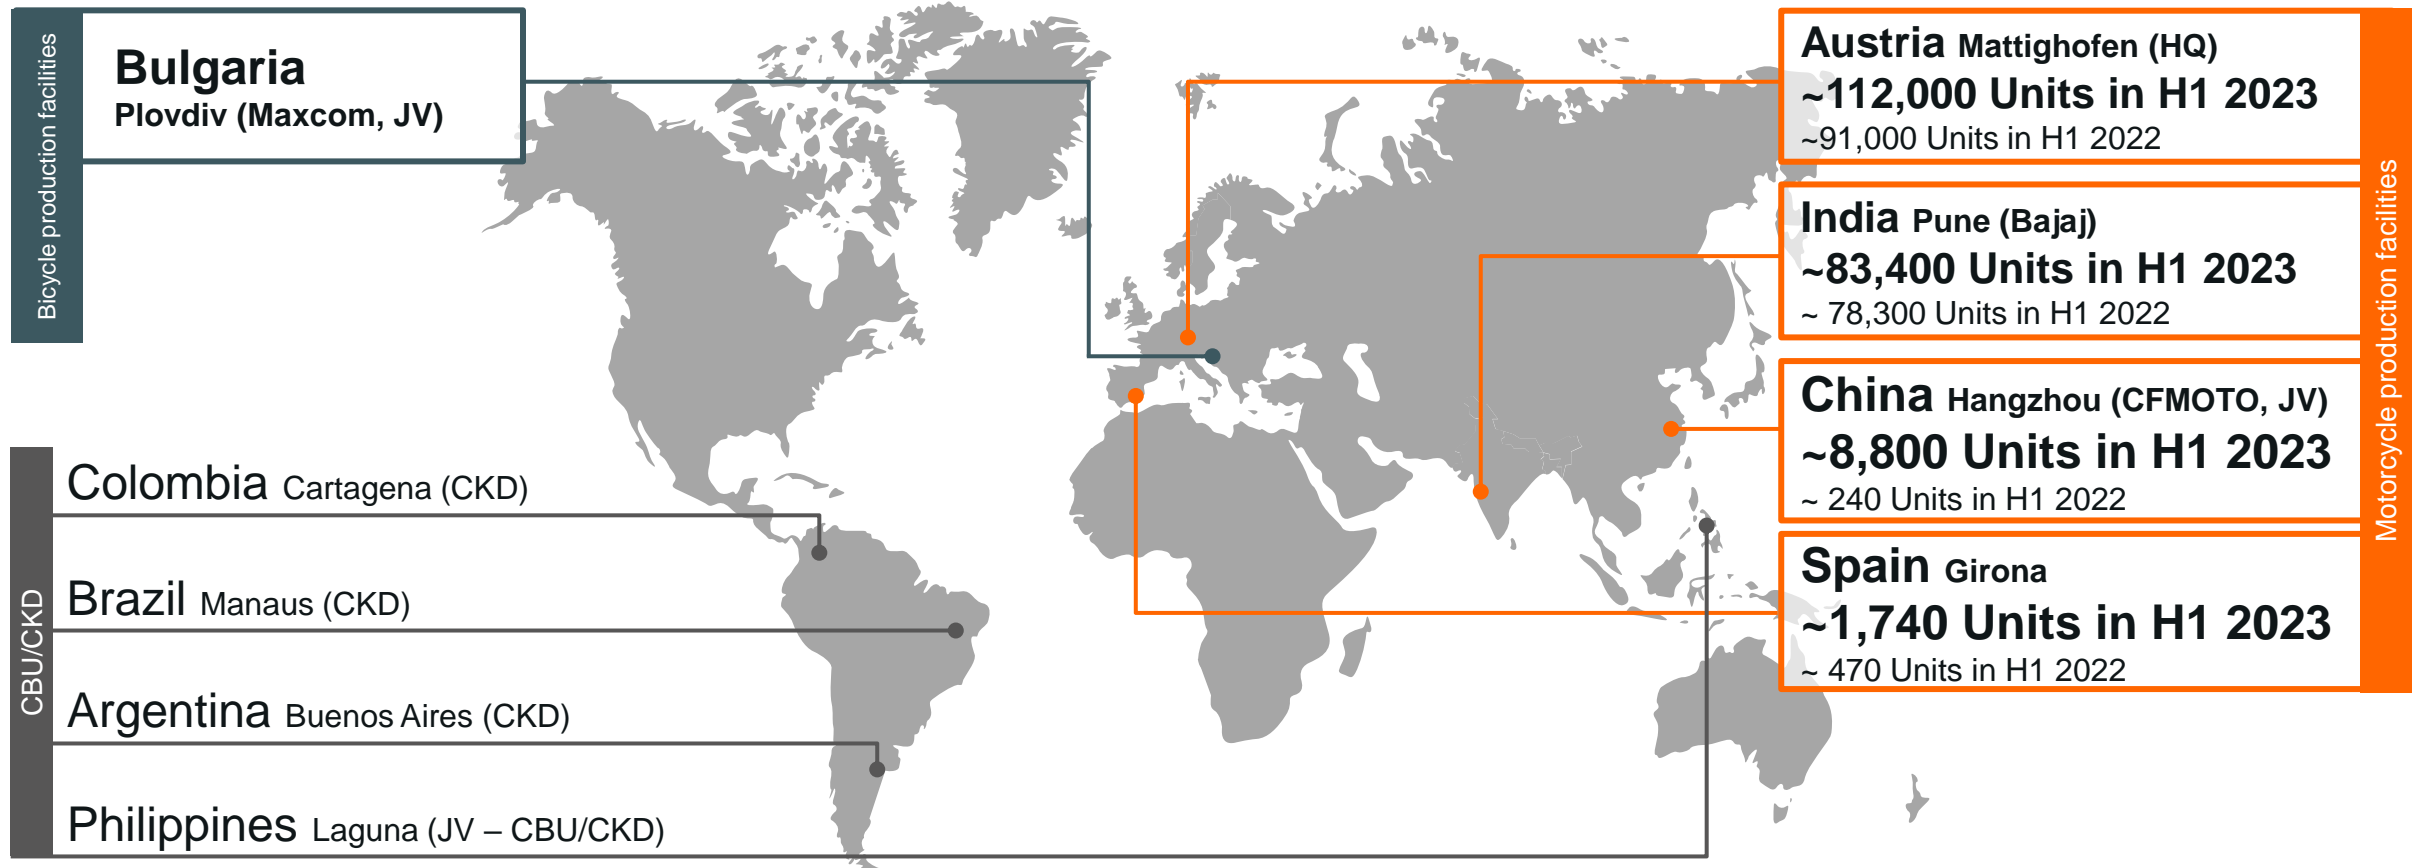 Bicycle production facilities
Bulgaria
Plovdiv (Maxcom, JV)
CBU/CKD
Colombia Cartagena (CKD)
Brazil Manaus (CKD)
Argentina Buenos Aires (CKD)
Philippines Laguna (JV – CBU/CKD)
Austria Mattighofen (HQ)
~112,000 Units in H1 2023
~91,000 Units in H1 2022
India Pune (Bajaj)
~83,400 Units in H1 2023
~ 78,300 Units in H1 2022
China Hangzhou (CFMOTO, JV)
~8,800 Units in H1 2023
~ 240 Units in H1 2022
Spain Girona
~1,740 Units in H1 2023
~ 470 Units in H1 2022
Motorcycle production facilities